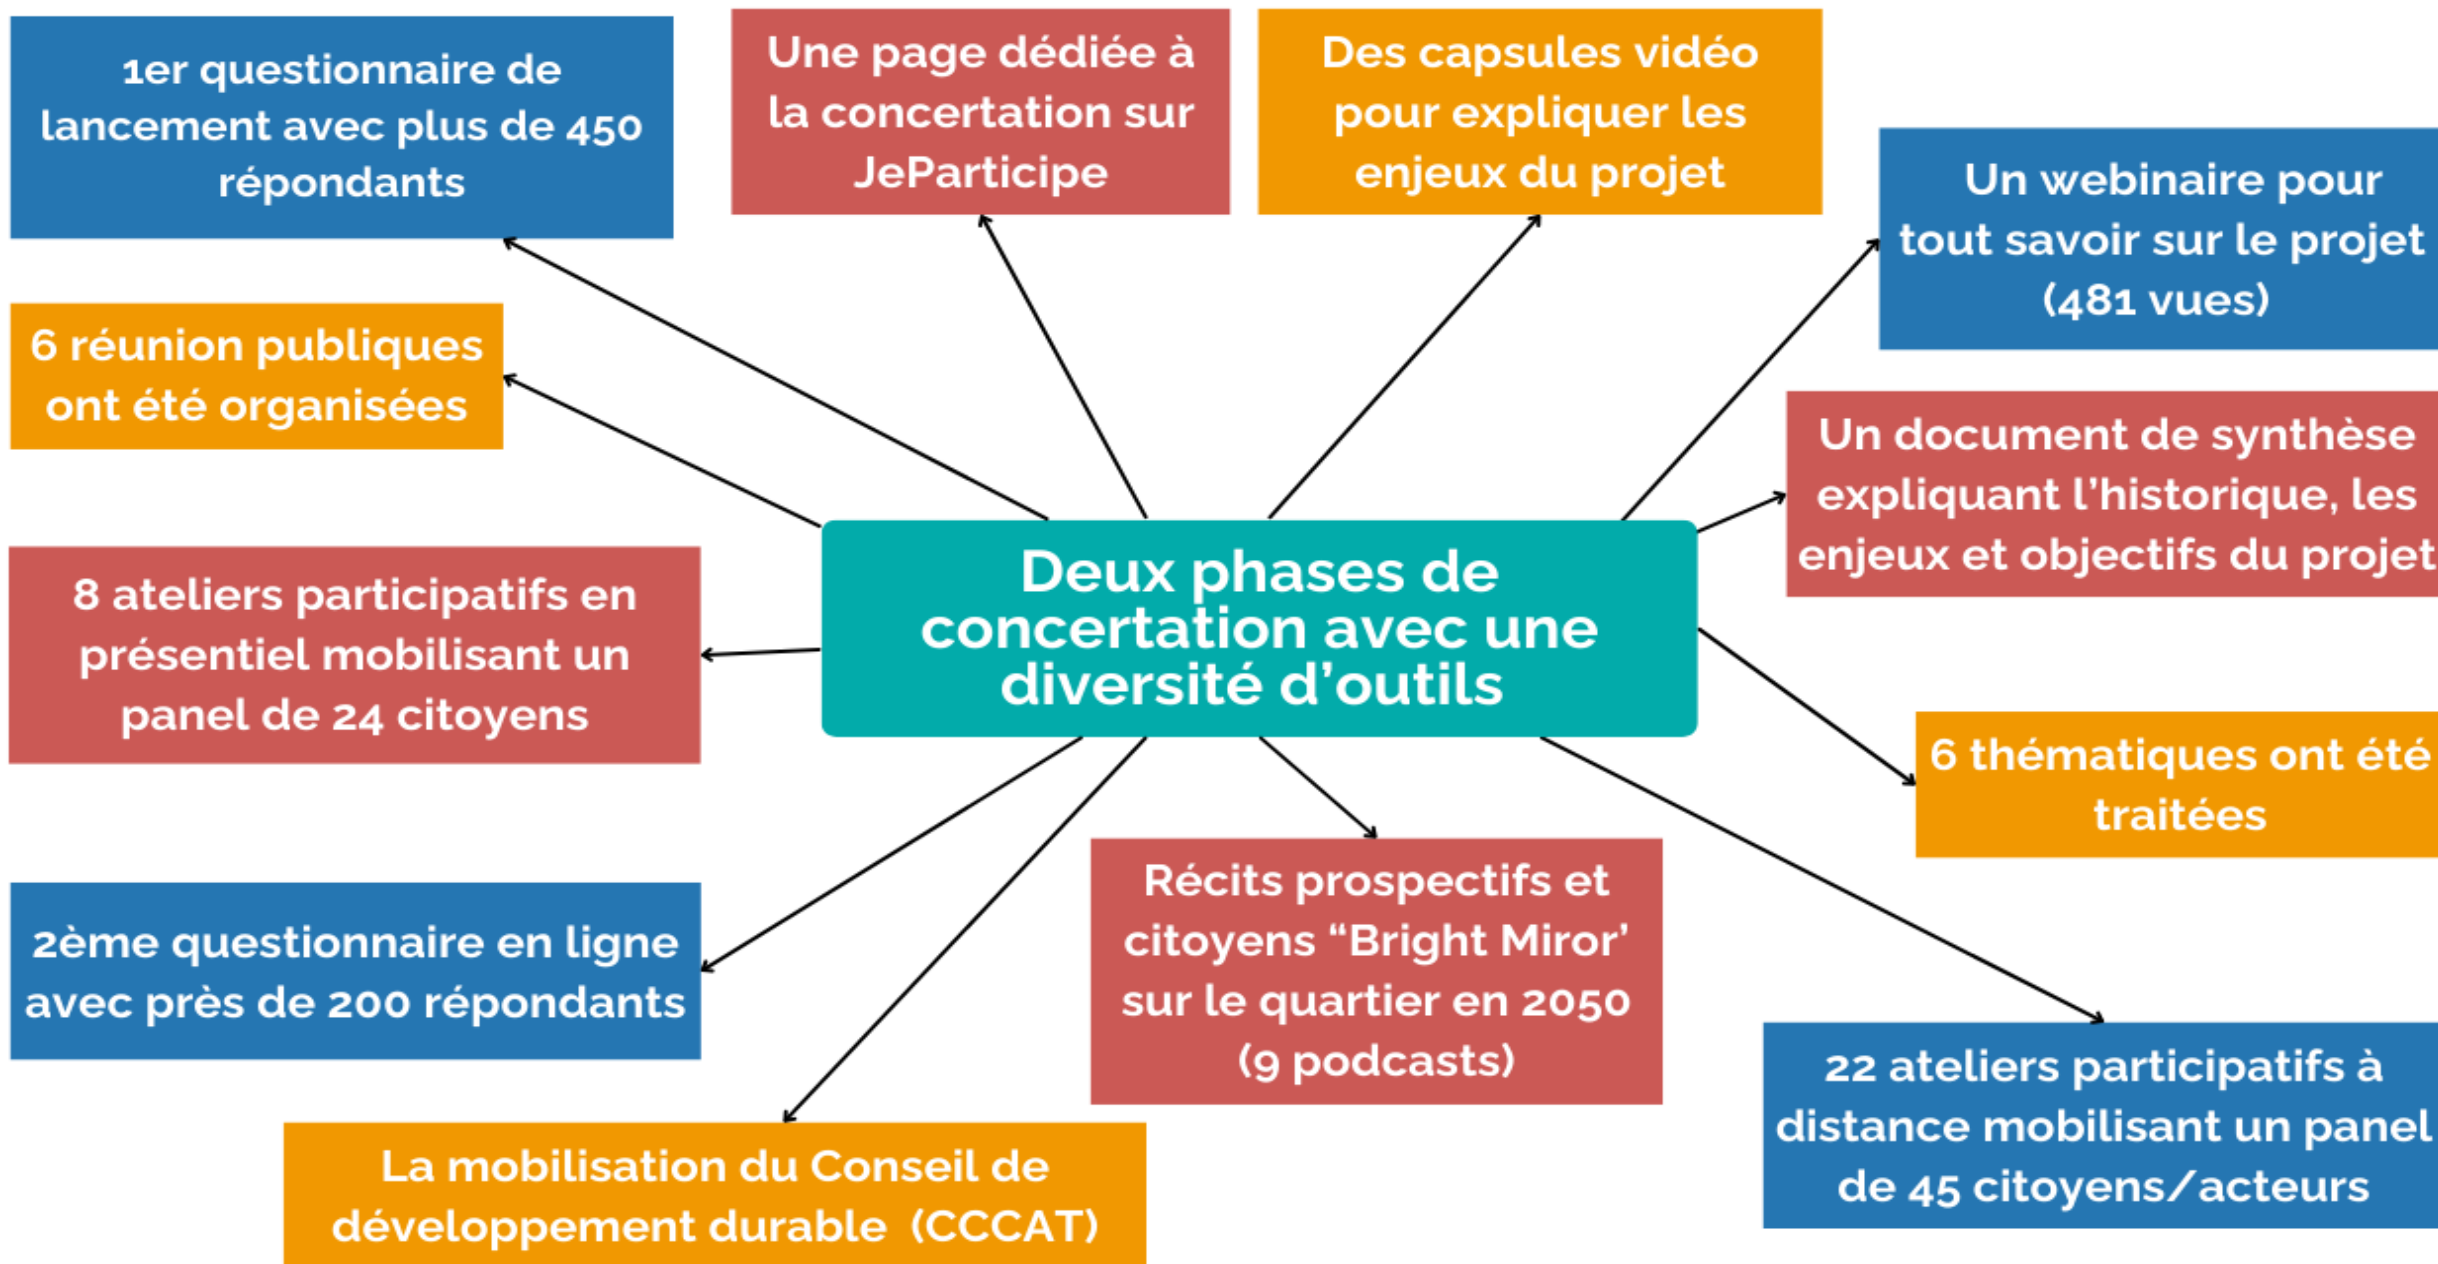 1er questionnaire de
lancement avec plus de 450
répondants
Une page dédiée à
la concertation sur
JeParticipe
Des capsules vidéo
pour expliquer les
enjeux du projet
Un webinaire pour
tout savoir sur le projet
(481 vues)
6 réunion publiques
ont été organisées
Un document de synthèse
expliquant l’historique, les
enjeux et objectifs du projet
8 ateliers participatifs en
présentiel mobilisant un
panel de 24 citoyens
Deux phases de
concertation avec une
diversité d’outils
6 thématiques ont été
traitées
2ème questionnaire en ligne
avec près de 200 répondants
Récits prospectifs et
citoyens “Bright Miror’
sur le quartier en 2050
(9 podcasts)
22 ateliers participatifs à
distance mobilisant un panel
de 45 citoyens/acteurs
La mobilisation du Conseil de
développement durable (CCCAT)